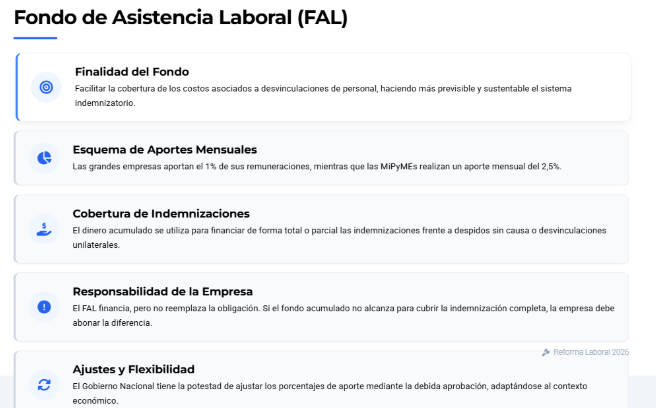 Fondo de Asistencia Laboral (FAL)
Finalidad del Fondo
Facilitar la cobertura de los costos asociados a desvinculaciones de personal, haciendo más previsible y sustentable el sistema
indemnizatorio.
Esquema de Aportes Mensuales
Las grandes empresas aportan el 1% de sus remuneraciones, mientras que las MiPyMEs realizan un aporte mensual del 2,5%.
Cobertura de Indemnizaciones
El dinero acumulado se utiliza para financiar de forma total o parcial las indemnizaciones frente a despidos sin causa o desvinculaciones
unilaterales.
Responsabilidad de la Empresa
El FAL financia, pero no reemplaza la obligación. Si el fondo acumulado no alcanza para cubrir la indemnización completa, la empresa debe
abonar la diferencia.
Reforma Laboral 2026
Ajustes y Flexibilidad
El Gobierno Nacional tiene la potestad de ajustar los porcentajes de aporte mediante la debida aprobación, adaptándose al contexto
económico.